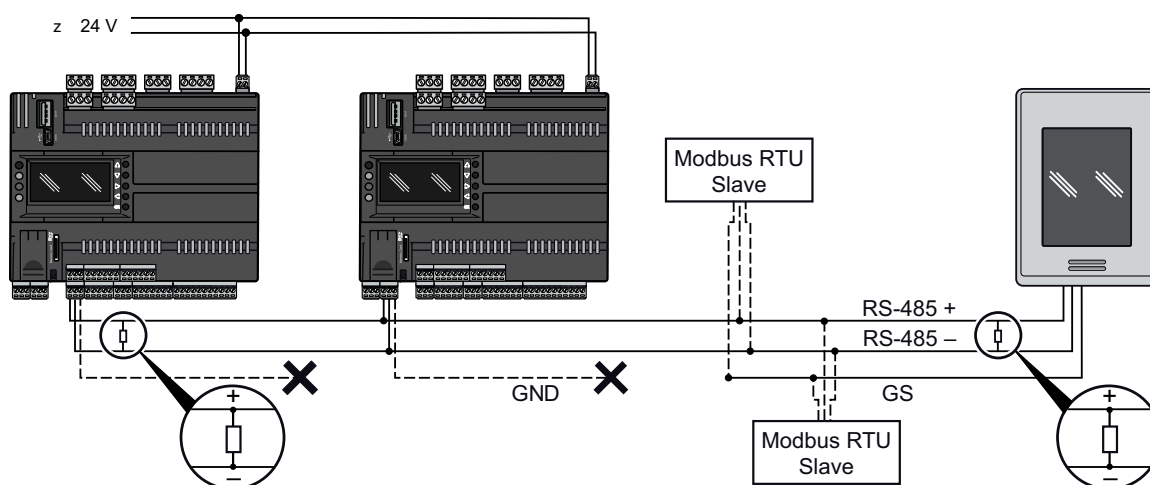 z 24 V
Modbus RTU
Slave
RS-485 +
RS-485 –
GND
GS
Modbus RTU
Slave
+
–
+
–